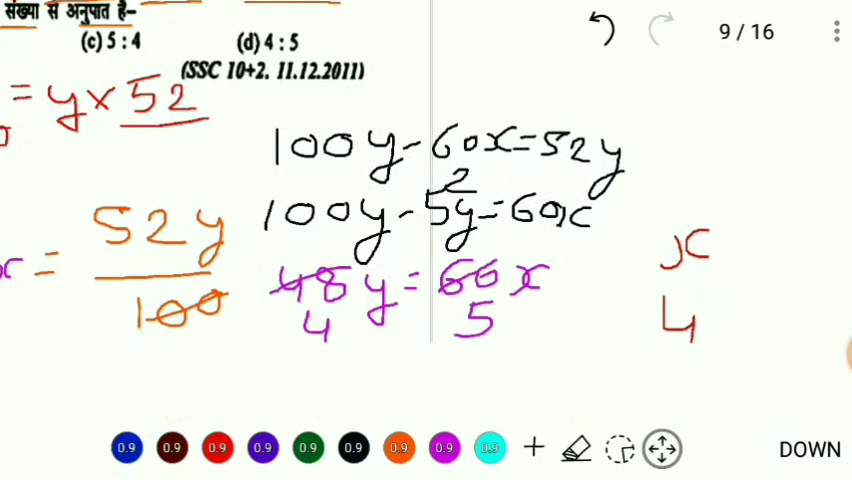 संख्या से अनुपात है-
9 / 16
(c) 5 : 4 (d) 4 : 5
(SSC 10+2. 11.12.2011)
= y × 52
100y - 60x = 52y
100y - 52y = 60x
x = 52y / 100
48 y = 60 x
4 5
x
4
0.9 0.9 0.9 0.9 0.9 0.9 0.9 0.9 0.9
DOWN